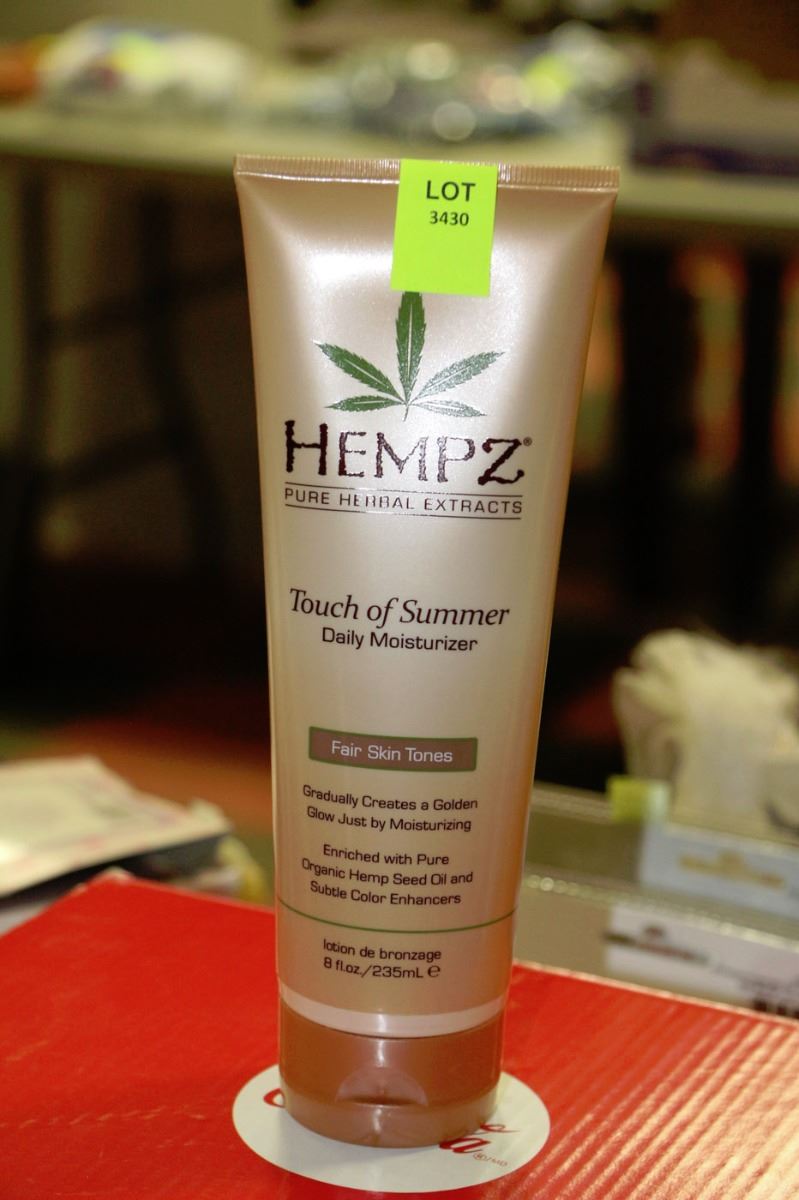 LOT
3430
HEMPZ®
PURE HERBAL EXTRACTS
Touch of Summer
Daily Moisturizer
Fair Skin Tones
Gradually Creates a Golden
Glow Just by Moisturizing
Enriched with Pure
Organic Hemp Seed Oil and
Subtle Color Enhancers
lotion de bronzage
8 fl.oz./235mL ℮